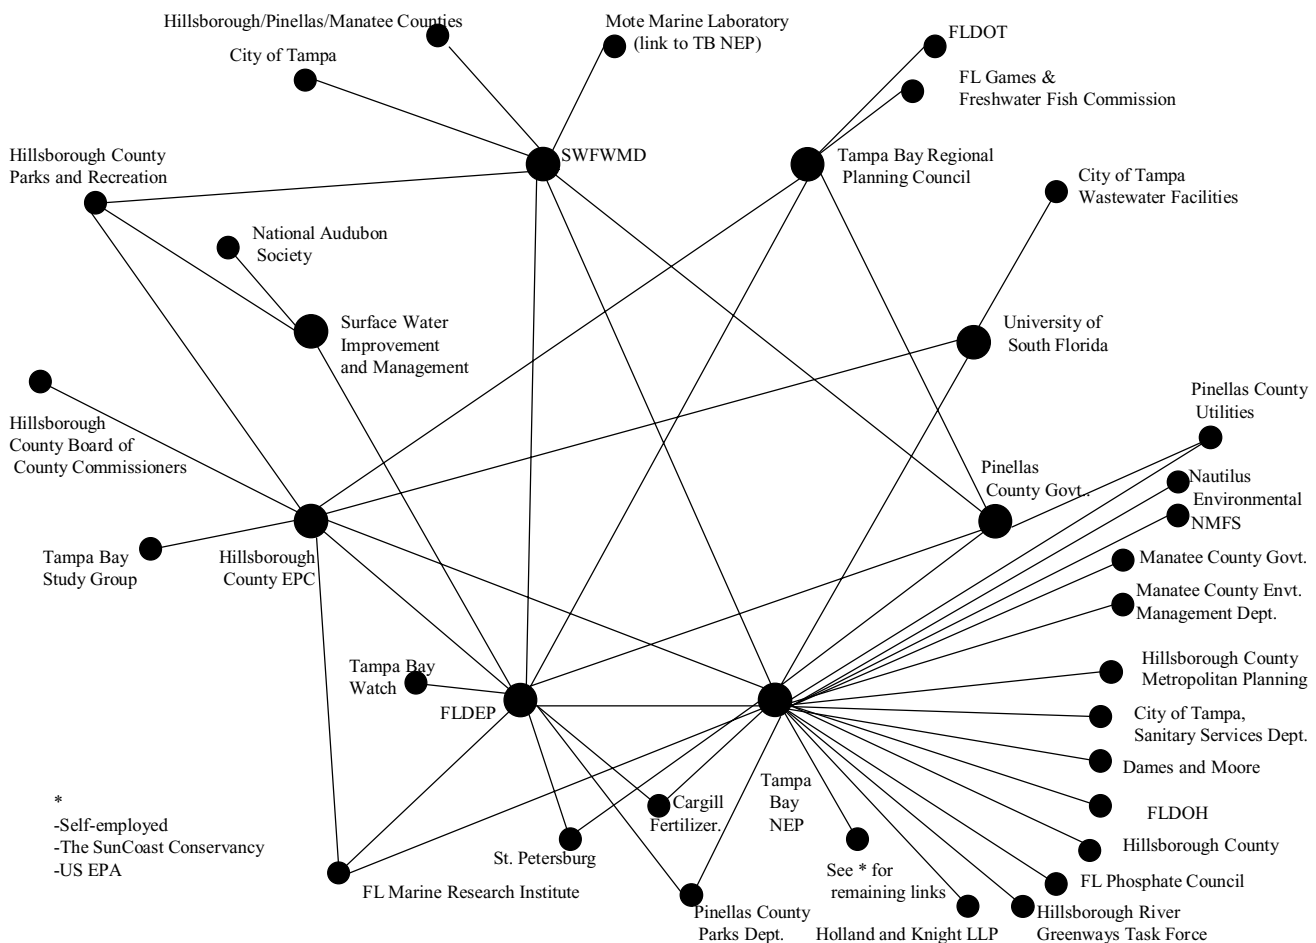 Hillsborough/Pinellas/Manatee Counties
City of Tampa
Mote Marine Laboratory
(link to TB NEP)
FLDOT
FL Games &
Freshwater Fish Commission
Hillsborough County
Parks and Recreation
SWFWMD
Tampa Bay Regional
Planning Council
City of Tampa
Wastewater Facilities
National Audubon
Society
Surface Water
Improvement
and Management
University of
South Florida
Hillsborough
County Board of
County Commissioners
Pinellas County
Utilities
Pinellas
County Govt..
Nautilus
Environmental
NMFS
Tampa Bay
Study Group
Hillsborough
County EPC
Manatee County Govt.
Manatee County Envt.
Management Dept.
Tampa Bay
Watch
FLDEP
Hillsborough County
Metropolitan Planning
City of Tampa,
Sanitary Services Dept.
Dames and Moore
Tampa
Bay
NEP
Cargill
Fertilizer.
FLDOH
*
-Self-employed
-The SunCoast Conservancy
-US EPA
St. Petersburg
Hillsborough County
See * for
remaining links
FL Marine Research Institute
FL Phosphate Council
Pinellas County
Parks Dept.
Holland and Knight LLP
Hillsborough River
Greenways Task Force